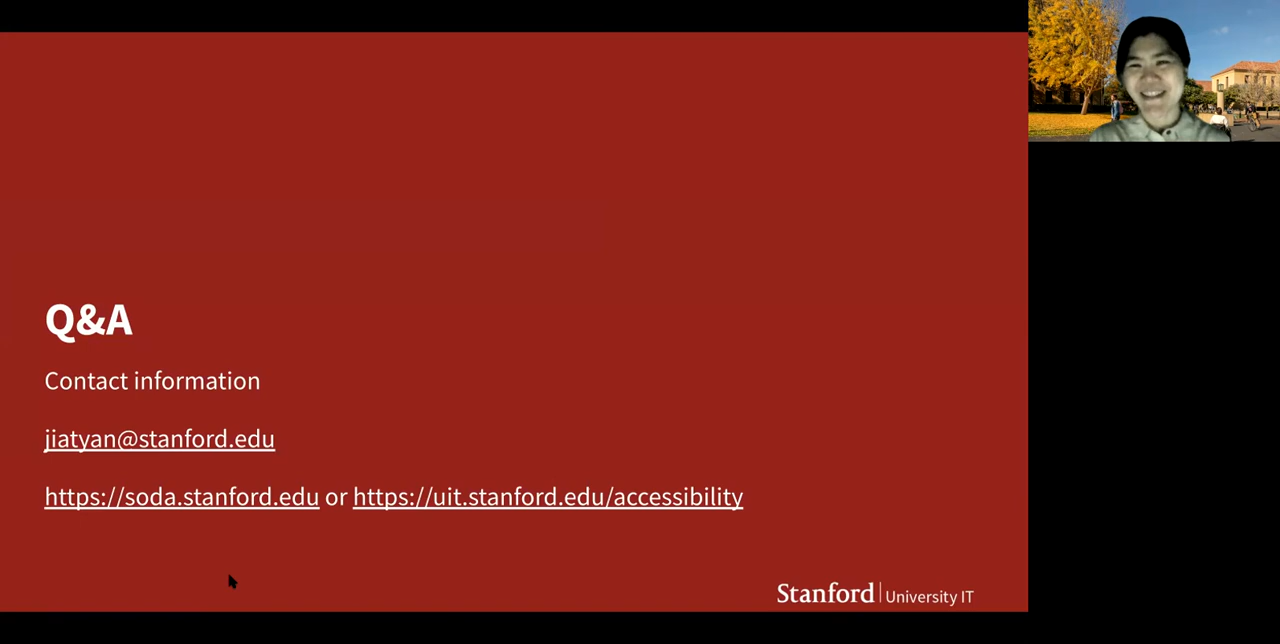 Q&A
Contact information
jiatyan@stanford.edu
https://soda.stanford.edu or https://uit.stanford.edu/accessibility
Stanford | University IT